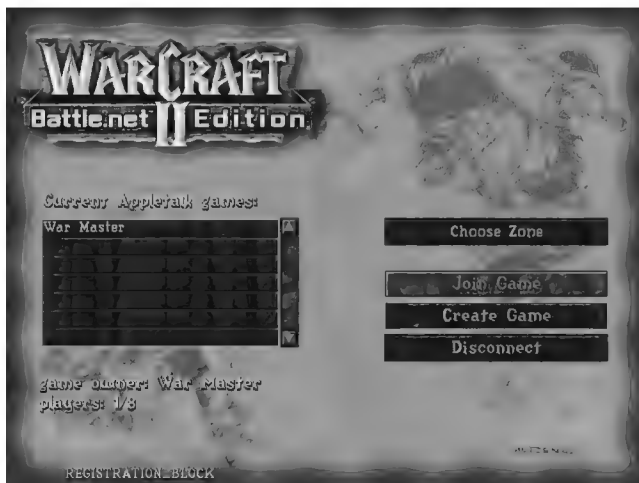 WARCRAFT
Battle.net II Edition
Current Appletalk games:
War Master
Choose Zone
Join Game
Create Game
Disconnect
game owner: War Master
players: 1/8
REGISTRATION_BLOCK